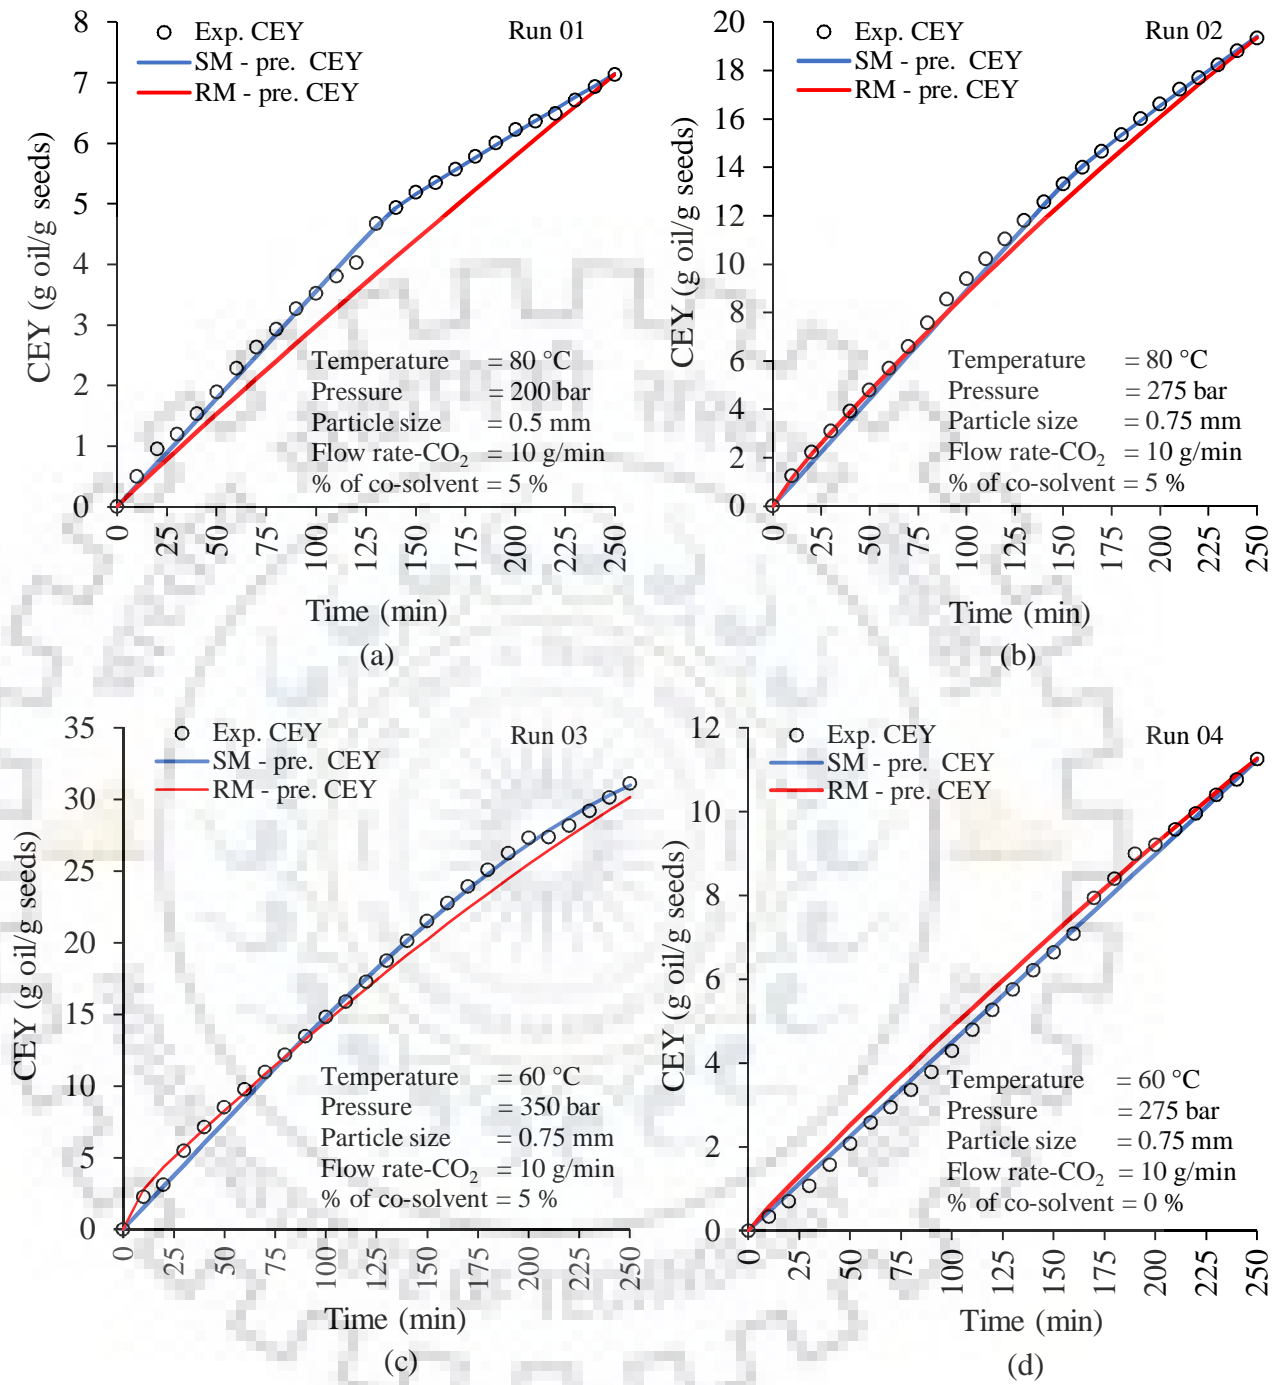 Exp. CEY
SM - pre. CEY
RM - pre. CEY
Run 01
8
7
6
5
4
3
2
1
0
CEY (g oil/g seeds)
Temperature = 80 °C
Pressure = 200 bar
Particle size = 0.5 mm
Flow rate-CO₂ = 10 g/min
% of co-solvent = 5 %
0 25 50 75 100 125 150 175 200 225 250
Time (min)
(a)
Exp. CEY
SM - pre. CEY
RM - pre. CEY
Run 02
20
18
16
14
12
10
8
6
4
2
0
CEY (g oil/g seeds)
Temperature = 80 °C
Pressure = 275 bar
Particle size = 0.75 mm
Flow rate-CO₂ = 10 g/min
% of co-solvent = 5 %
0 25 50 75 100 125 150 175 200 225 250
Time (min)
(b)
Exp. CEY
SM - pre. CEY
RM - pre. CEY
Run 03
35
30
25
20
15
10
5
0
CEY (g oil/g seeds)
Temperature = 60 °C
Pressure = 350 bar
Particle size = 0.75 mm
Flow rate-CO₂ = 10 g/min
% of co-solvent = 5 %
0 25 50 75 100 125 150 175 200 225 250
Time (min)
(c)
Exp. CEY
SM - pre. CEY
RM - pre. CEY
Run 04
12
10
8
6
4
2
0
CEY (g oil/g seeds)
Temperature = 60 °C
Pressure = 275 bar
Particle size = 0.75 mm
Flow rate-CO₂ = 10 g/min
% of co-solvent = 0 %
0 25 50 75 100 125 150 175 200 225 250
Time (min)
(d)